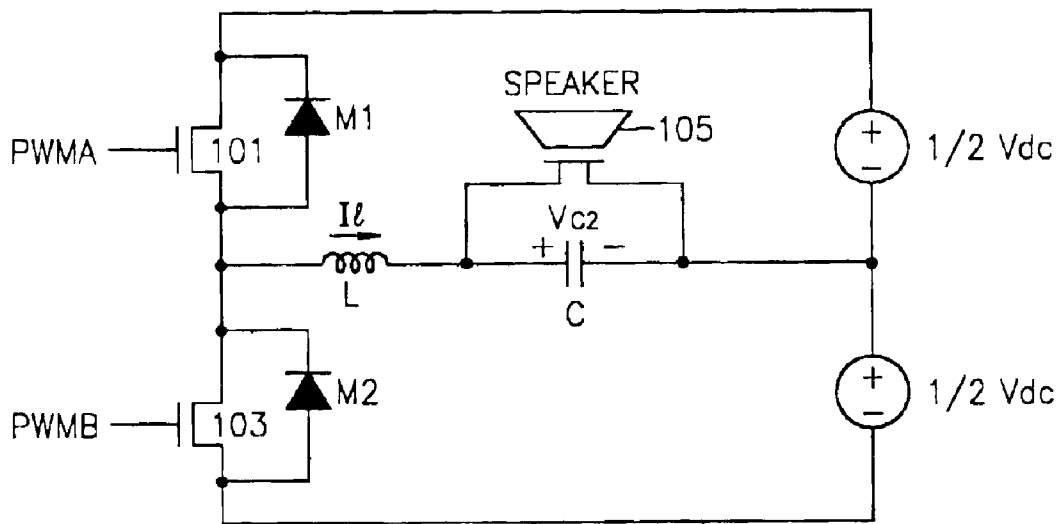 SPEAKER
M1
105
PWMA
101
+
-
1/2 Vdc
Iℓ
VC2
+
-
L
C
M2
+
-
1/2 Vdc
PWMB
103